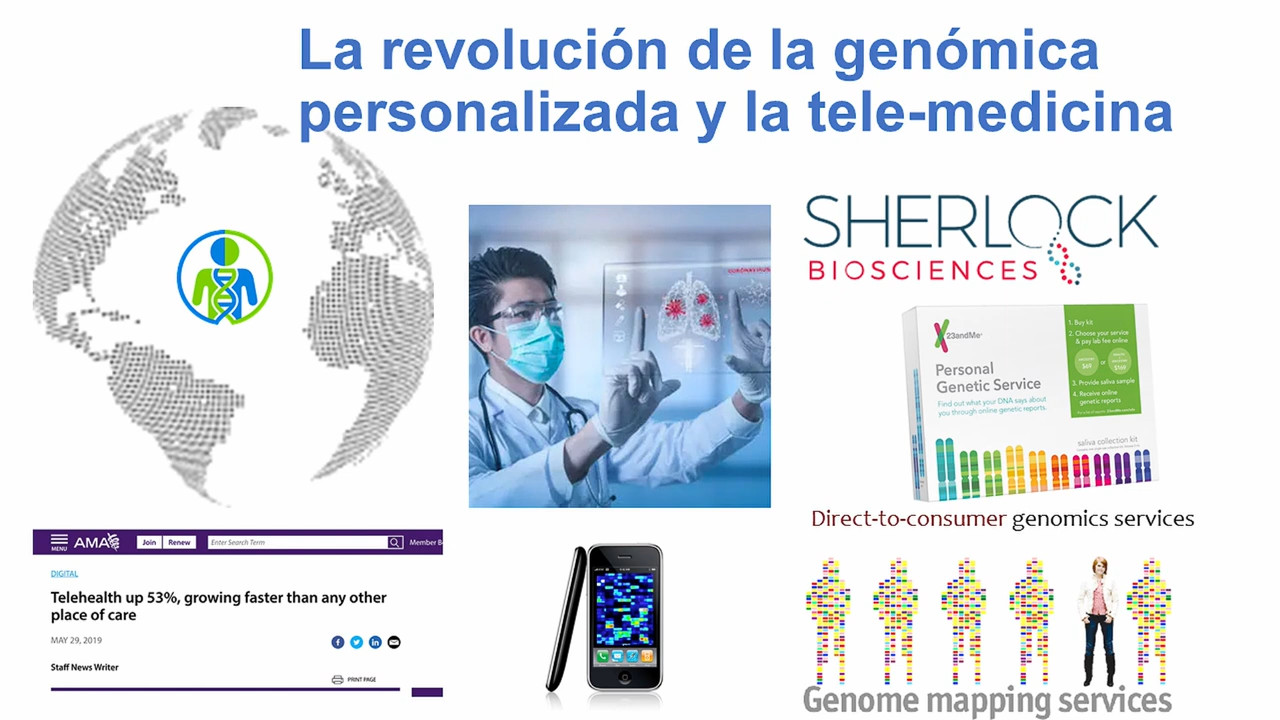 La revolución de la genómica
personalizada y la tele-medicina
SHERLOCK
BIOSCIENCES
CORONAVIRUS
23andMe
Personal
Genetic Service
Find out what your DNA says about
you through online genetic reports.
1. Buy kit
2. Choose your service
& pay lab fee online
$69
or
$169
3. Provide saliva sample
4. Receive online
genetic reports
saliva collection kit
Direct-to-consumer genomics services
MENU
AMA
Join
Renew
Enter Search Term
DIGITAL
Telehealth up 53%, growing faster than any other
place of care
MAY 29, 2019
Staff News Writer
PRINT PAGE
Genome mapping services